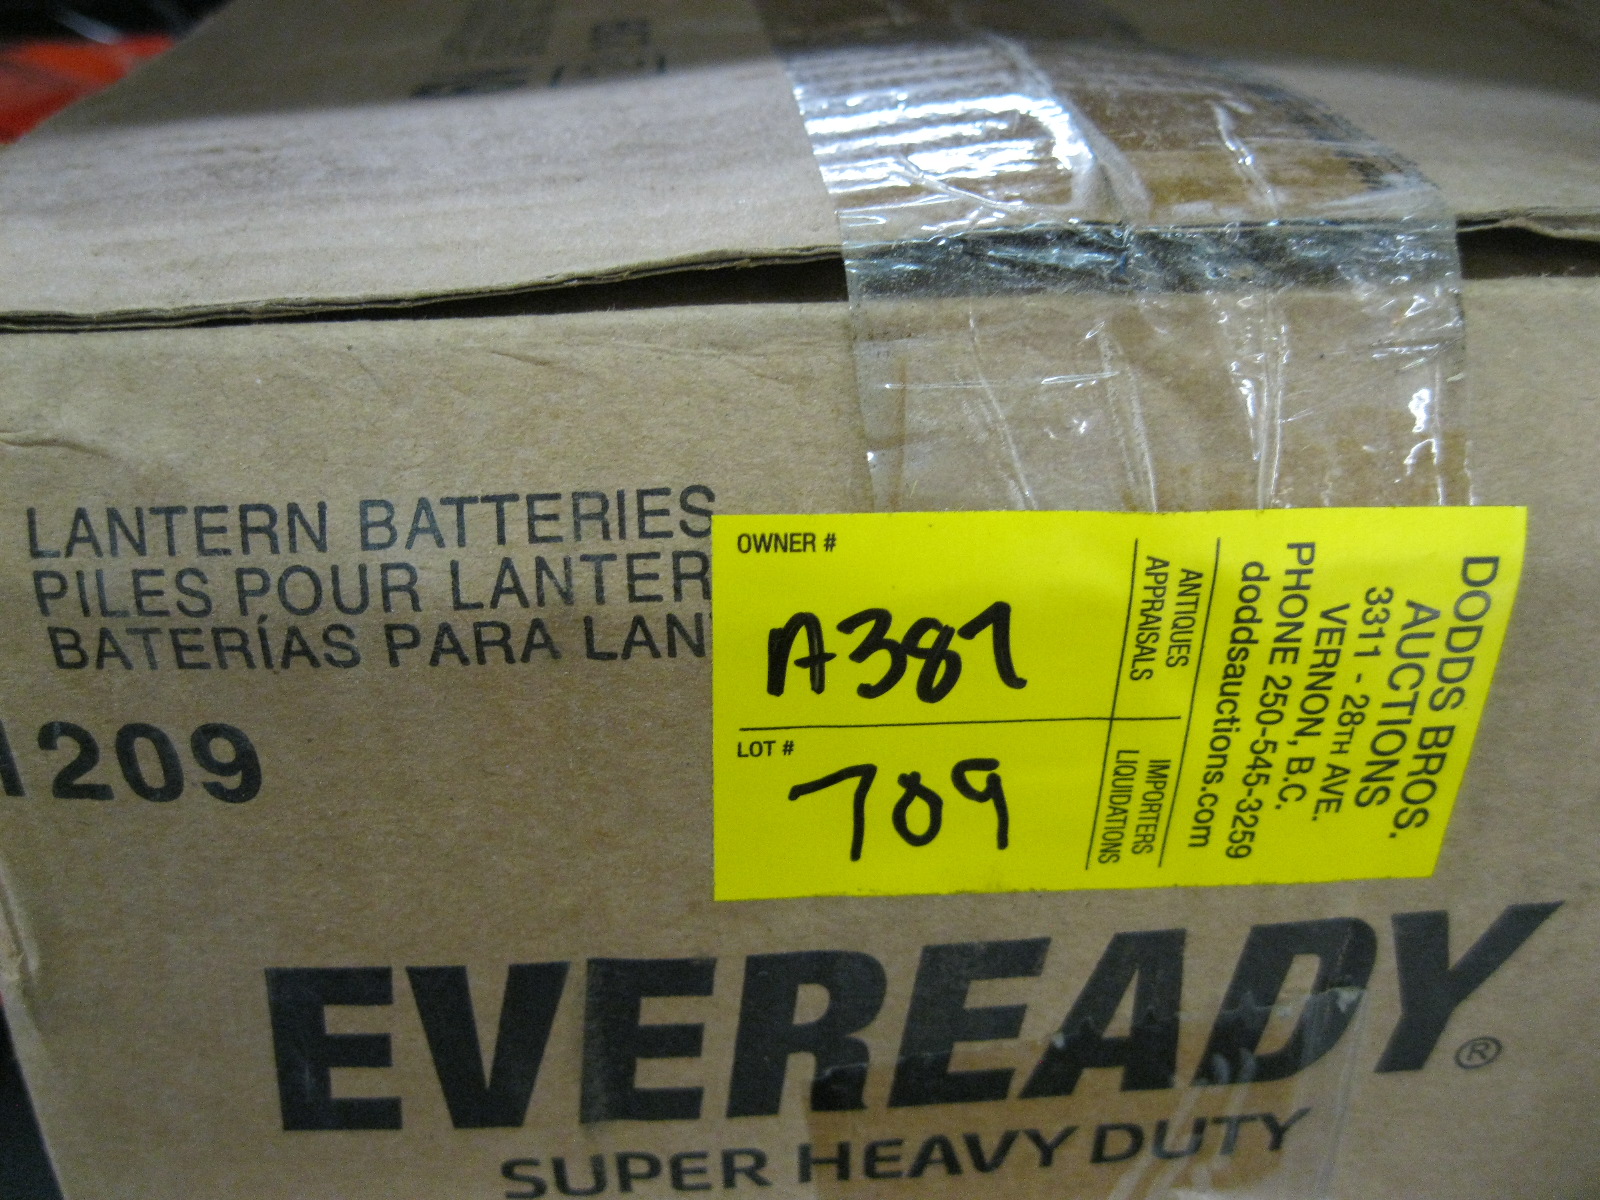 LANTERN BATTERIES
PILES POUR LANTER
BATERÍAS PARA LAN
1209
OWNER #
A387
LOT #
709
ANTIQUES
APPRAISALS
IMPORTERS
LIQUIDATIONS
DODDS BROS.
AUCTIONS
3311 - 28TH AVE.
VERNON, B.C.
PHONE 250-545-3259
doddsauctions.com
EVEREADY®
SUPER HEAVY DUTY